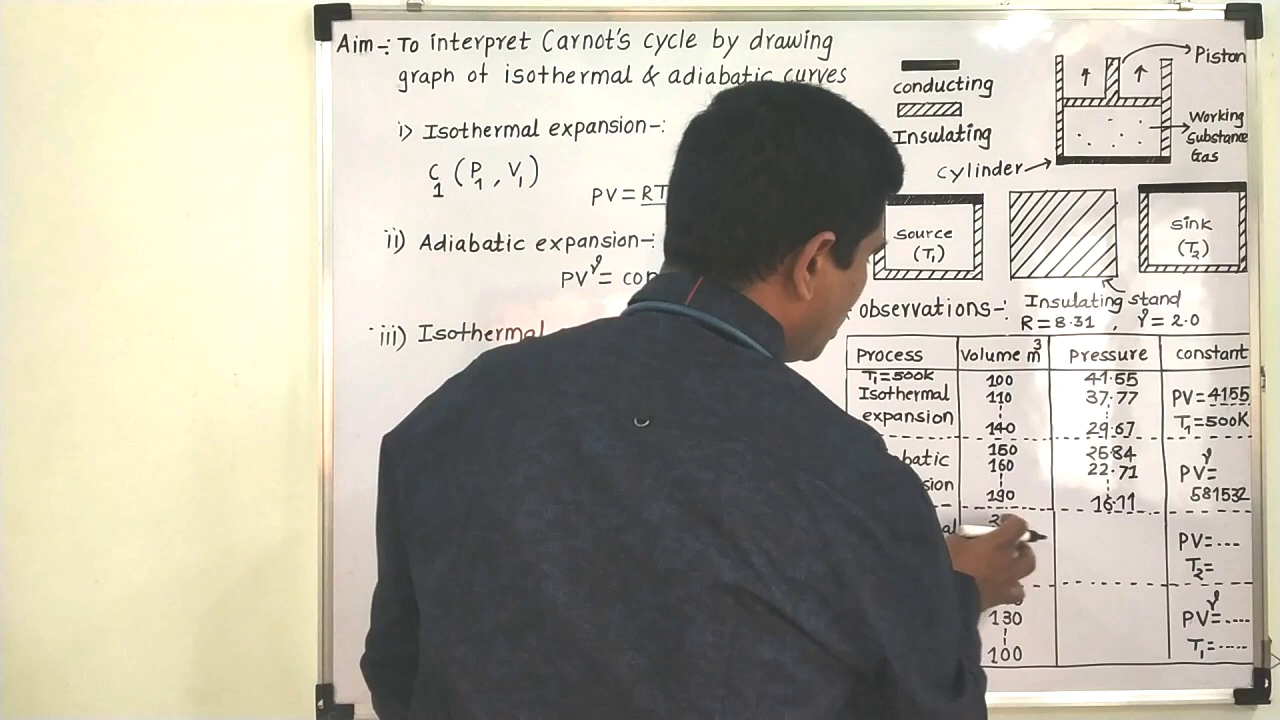 Aim-: To interpret Carnot's cycle by drawing
graph of isothermal & adiabatic curves
i) Isothermal expansion-:
C1 (P1, V1)
PV = RT
ii) Adiabatic expansion-:
PV^γ = con
iii) Isothermal
conducting
Insulating
cylinder
Piston
Working
Substance
Gas
source
(T1)
sink
(T2)
Insulating stand
observations-:
R = 8.31 , γ = 2.0
Process Volume m³ Pressure constant
T1=500K 100 41.55
Isothermal 110 37.77 PV=4155
expansion 140 29.67 T1=500K
150 25.84
batic 160 22.71 PV^γ=
sion 190 16.11 581532
al
PV=---
T2=
130 PV^γ=----
100 T1=-----